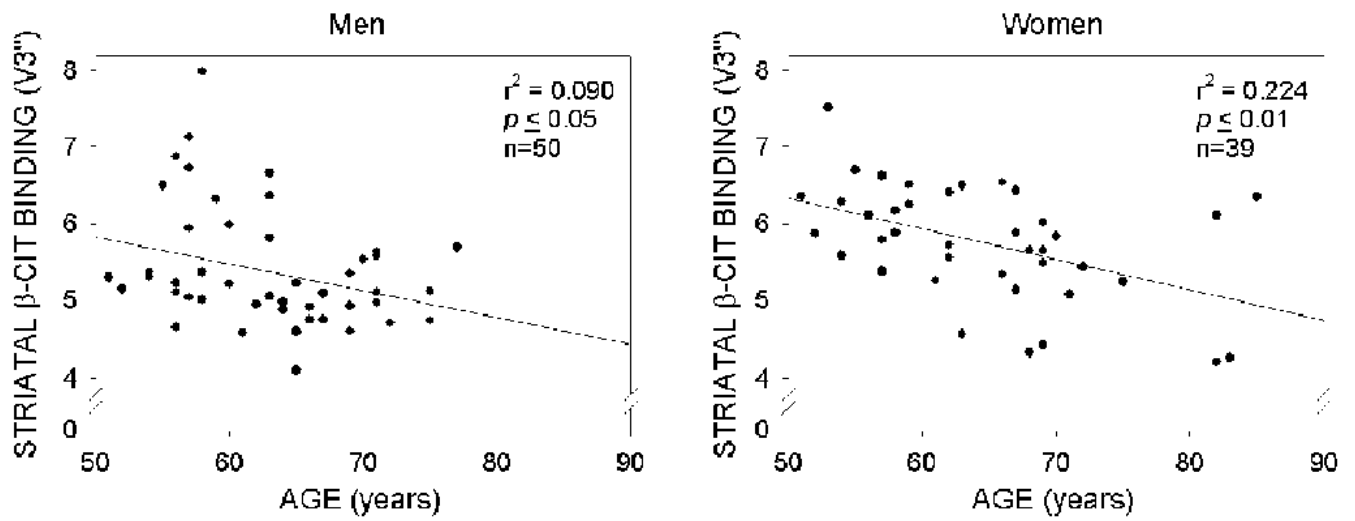 Men
STRIATAL β-CIT BINDING (V3")
8
7
6
5
4
0
r² = 0.090
p ≤ 0.05
n=50
50 60 70 80 90
AGE (years)
Women
STRIATAL β-CIT BINDING (V3")
8
7
6
5
4
0
r² = 0.224
p ≤ 0.01
n=39
50 60 70 80 90
AGE (years)